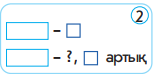 2
▭ – □
▭ – ?, □ артық